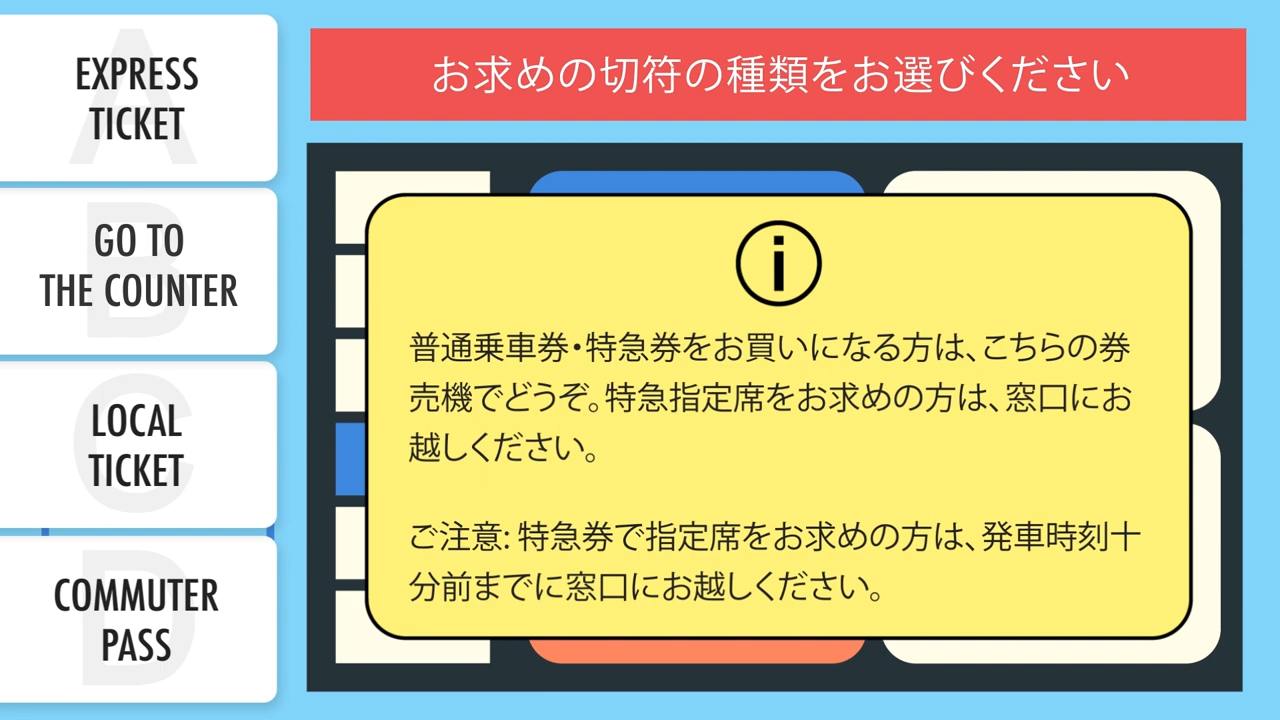 A
EXPRESS
TICKET
B
GO TO
THE COUNTER
C
LOCAL
TICKET
D
COMMUTER
PASS
お求めの切符の種類をお選びください
i
普通乗車券・特急券をお買いになる方は、こちらの券
売機でどうぞ。特急指定席をお求めの方は、窓口にお
越しください。
ご注意: 特急券で指定席をお求めの方は、発車時刻十
分前までに窓口にお越しください。